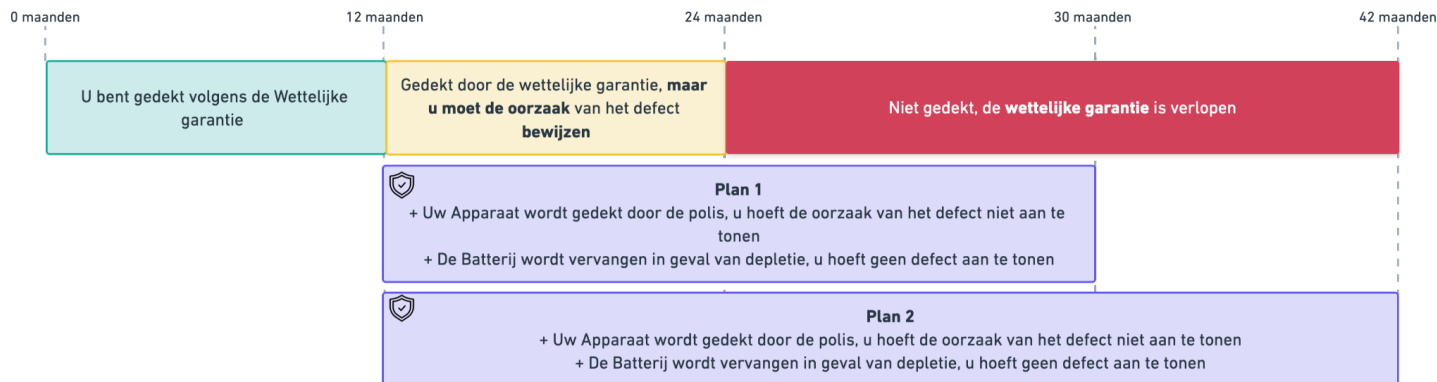 0 maanden
12 maanden
24 maanden
30 maanden
42 maanden
U bent gedekt volgens de Wettelijke
garantie
Gedekt door de wettelijke garantie, maar
u moet de oorzaak van het defect
bewijzen
Niet gedekt, de wettelijke garantie is verlopen
Plan 1
+ Uw Apparaat wordt gedekt door de polis, u hoeft de oorzaak van het defect niet aan te
tonen
+ De Batterij wordt vervangen in geval van depletie, u hoeft geen defect aan te tonen
Plan 2
+ Uw Apparaat wordt gedekt door de polis, u hoeft de oorzaak van het defect niet aan te tonen
+ De Batterij wordt vervangen in geval van depletie, u hoeft geen defect aan te tonen